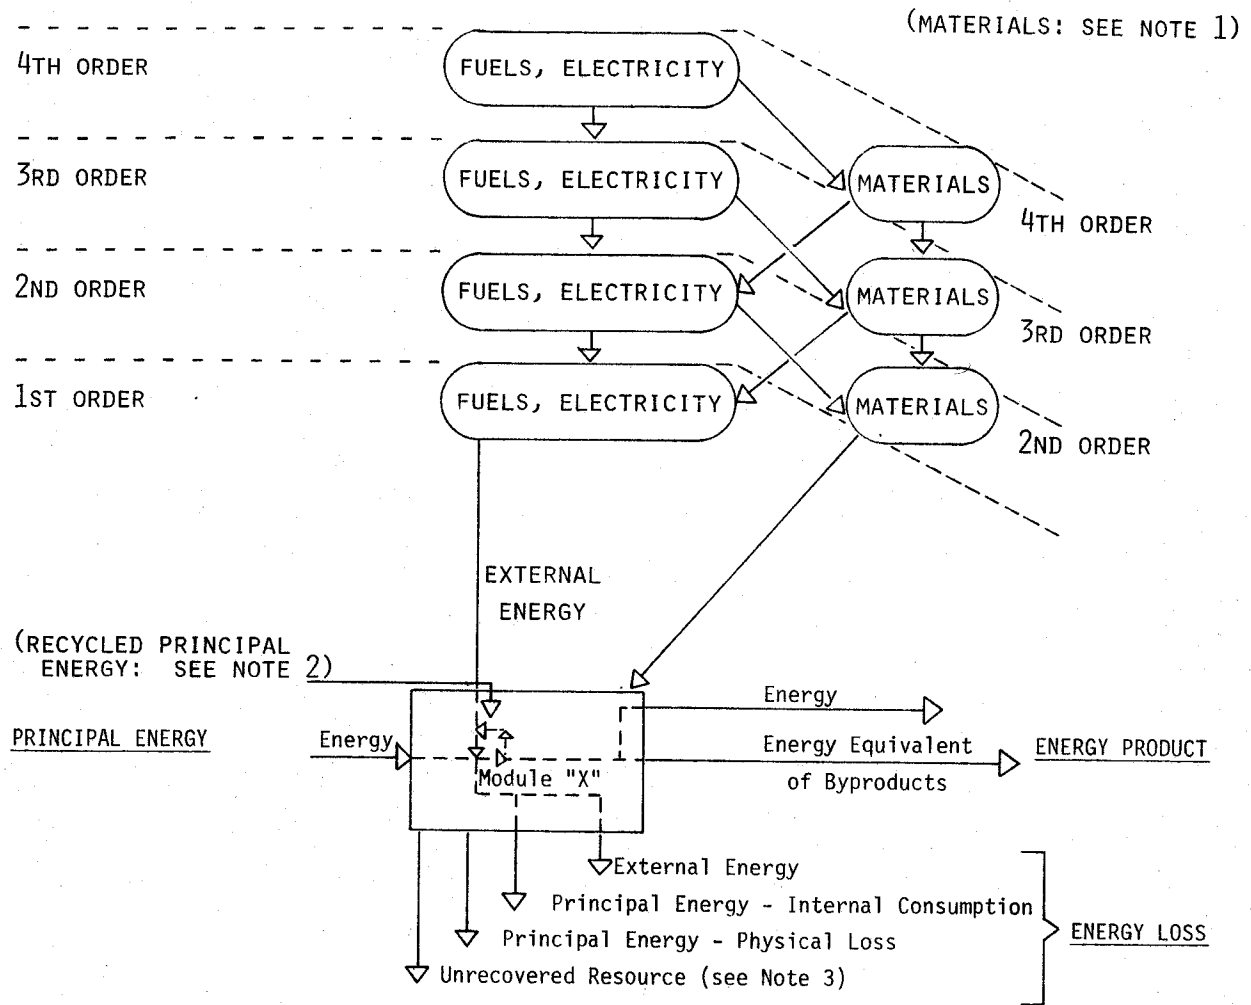 (MATERIALS: SEE NOTE 1)
4TH ORDER
FUELS, ELECTRICITY
3RD ORDER
FUELS, ELECTRICITY
MATERIALS
4TH ORDER
2ND ORDER
FUELS, ELECTRICITY
MATERIALS
3RD ORDER
1ST ORDER
FUELS, ELECTRICITY
MATERIALS
2ND ORDER
EXTERNAL
ENERGY
(RECYCLED PRINCIPAL
ENERGY: SEE NOTE 2)
PRINCIPAL ENERGY
Energy
Module "X"
Energy
Energy Equivalent
of Byproducts
ENERGY PRODUCT
External Energy
Principal Energy - Internal Consumption
Principal Energy - Physical Loss
Unrecovered Resource (see Note 3)
ENERGY LOSS